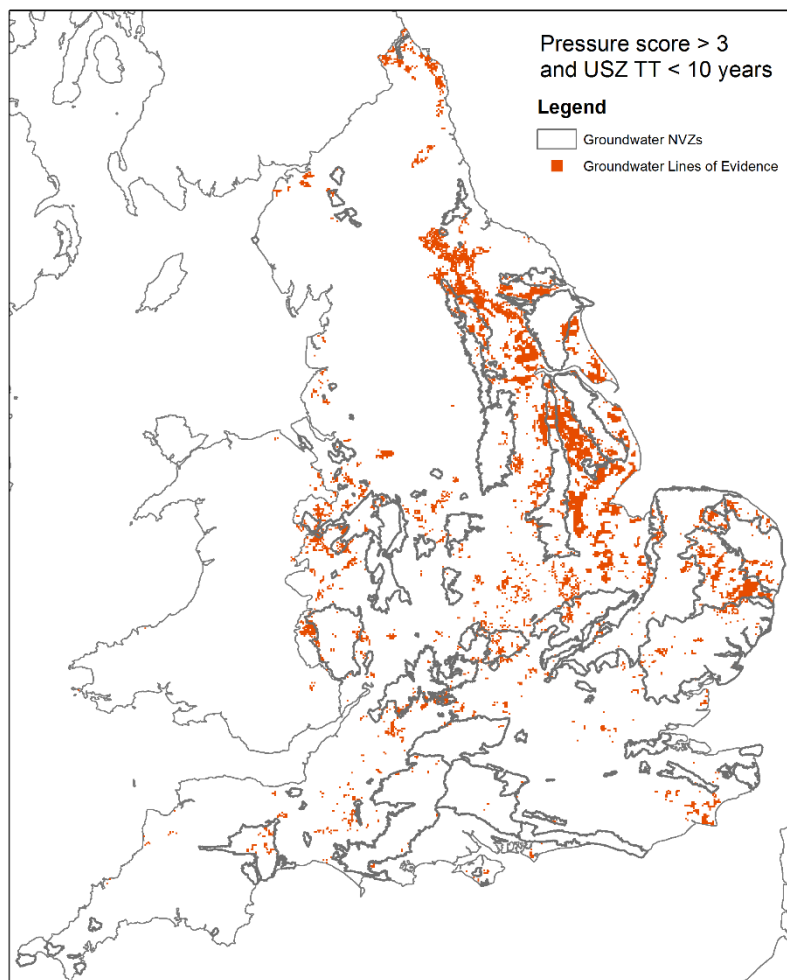 Pressure score > 3
and USZ TT < 10 years
Legend
Groundwater NVZs
Groundwater Lines of Evidence